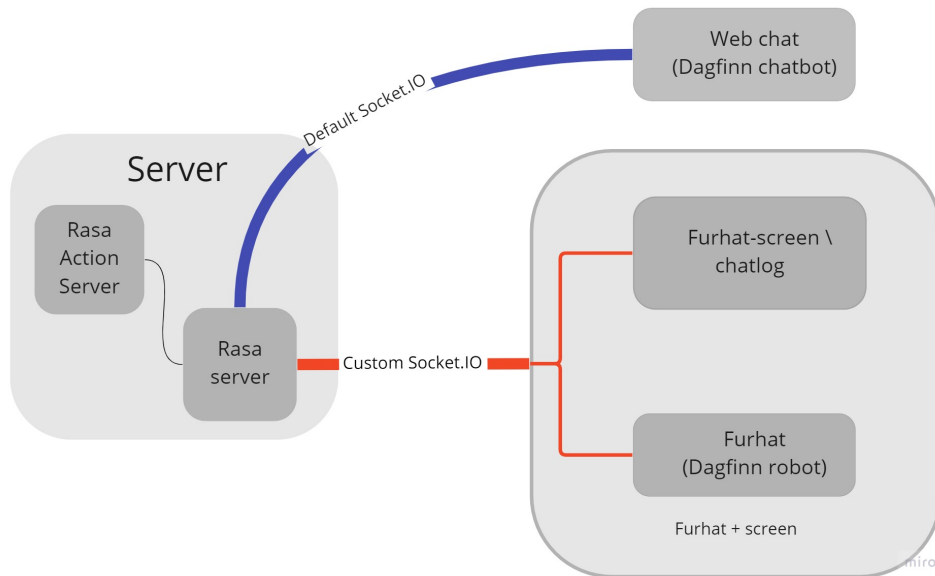 Web chat
(Dagfinn chatbot)
Default Socket.IO
Server
Rasa
Action
Server
Rasa
server
Custom Socket.IO
Furhat-screen \
chatlog
Furhat
(Dagfinn robot)
Furhat + screen
miro